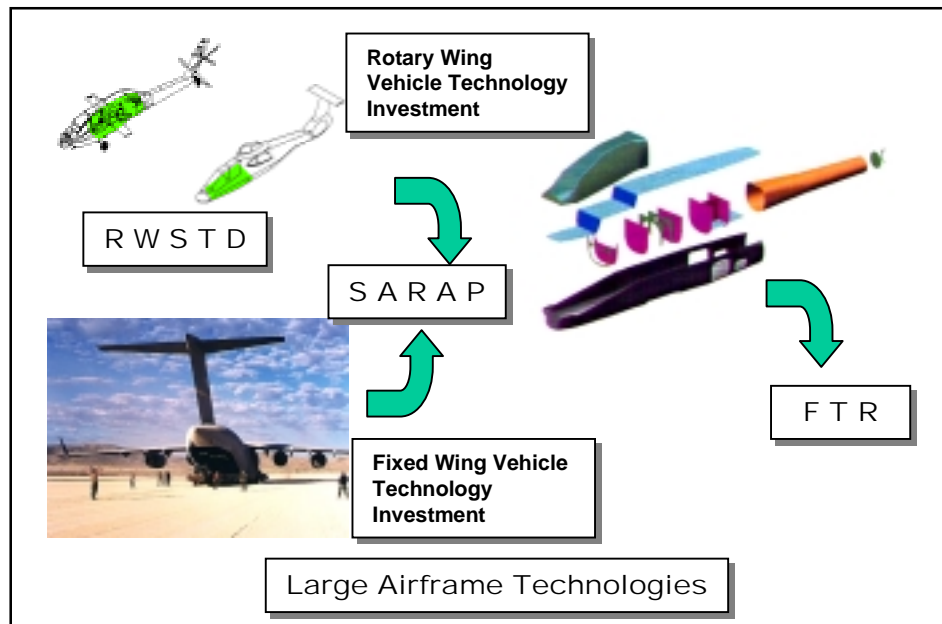 Rotary Wing
Vehicle Technology
Investment
R W S T D
S A R A P
F T R
Fixed Wing Vehicle
Technology
Investment
Large Airframe Technologies